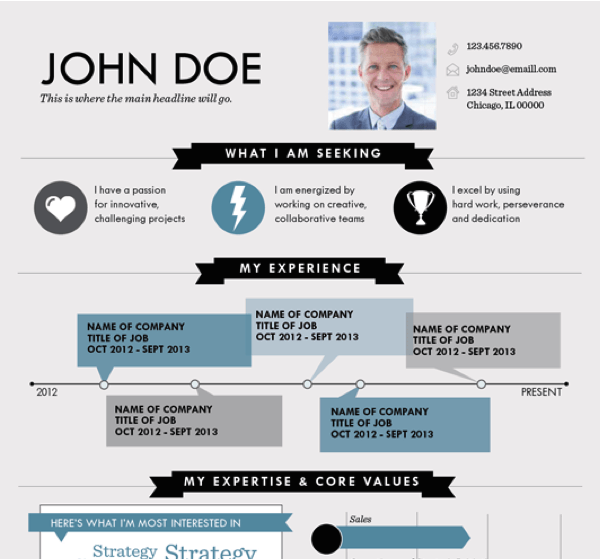 JOHN DOE
This is where the main headline will go.
123.456.7890
johndoe@emaill.com
1234 Street Address
Chicago, IL 00000
WHAT I AM SEEKING
I have a passion
for innovative,
challenging projects
I am energized by
working on creative,
collaborative teams
I excel by using
hard work, perseverance
and dedication
MY EXPERIENCE
NAME OF COMPANY
TITLE OF JOB
OCT 2012 - SEPT 2013
NAME OF COMPANY
TITLE OF JOB
OCT 2012 - SEPT 2013
NAME OF COMPANY
TITLE OF JOB
OCT 2012 - SEPT 2013
2012
PRESENT
NAME OF COMPANY
TITLE OF JOB
OCT 2012 - SEPT 2013
NAME OF COMPANY
TITLE OF JOB
OCT 2012 - SEPT 2013
MY EXPERTISE & CORE VALUES
HERE'S WHAT I'M MOST INTERESTED IN
Strategy Strategy
Sales